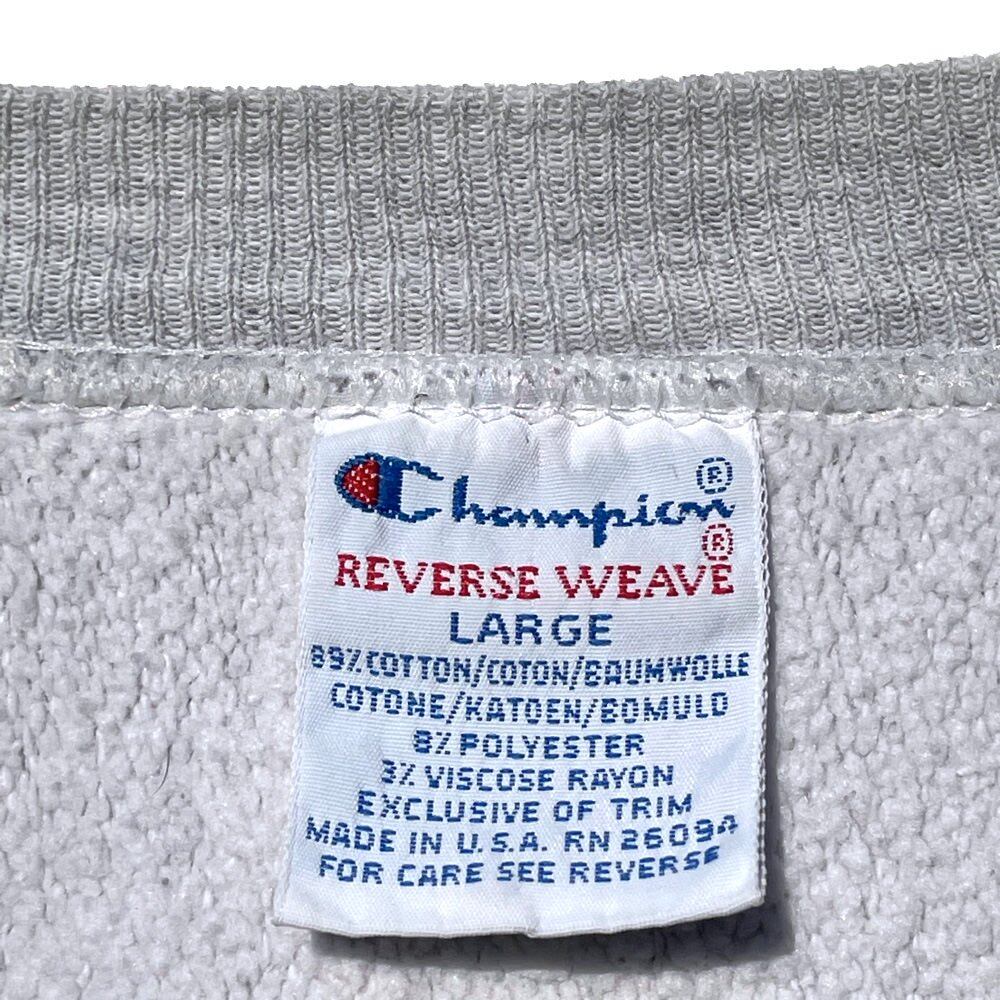 Champion®
REVERSE WEAVE®
LARGE
89% COTTON/COTON/BAUMWOLLE
COTONE/KATOEN/BOMULD
8% POLYESTER
3% VISCOSE RAYON
EXCLUSIVE OF TRIM
MADE IN U.S.A. RN 26094
FOR CARE SEE REVERSE